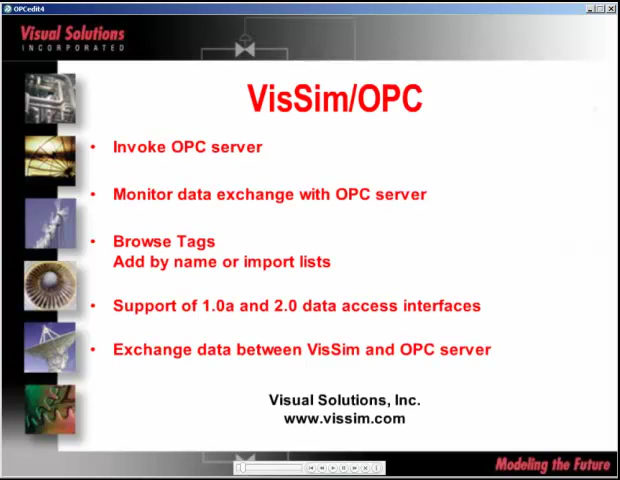 OPCedit4
Visual Solutions
INCORPORATED
VisSim/OPC
• Invoke OPC server
• Monitor data exchange with OPC server
• Browse Tags
Add by name or import lists
• Support of 1.0a and 2.0 data access interfaces
• Exchange data between VisSim and OPC server
Visual Solutions, Inc.
www.vissim.com
Modeling the Future